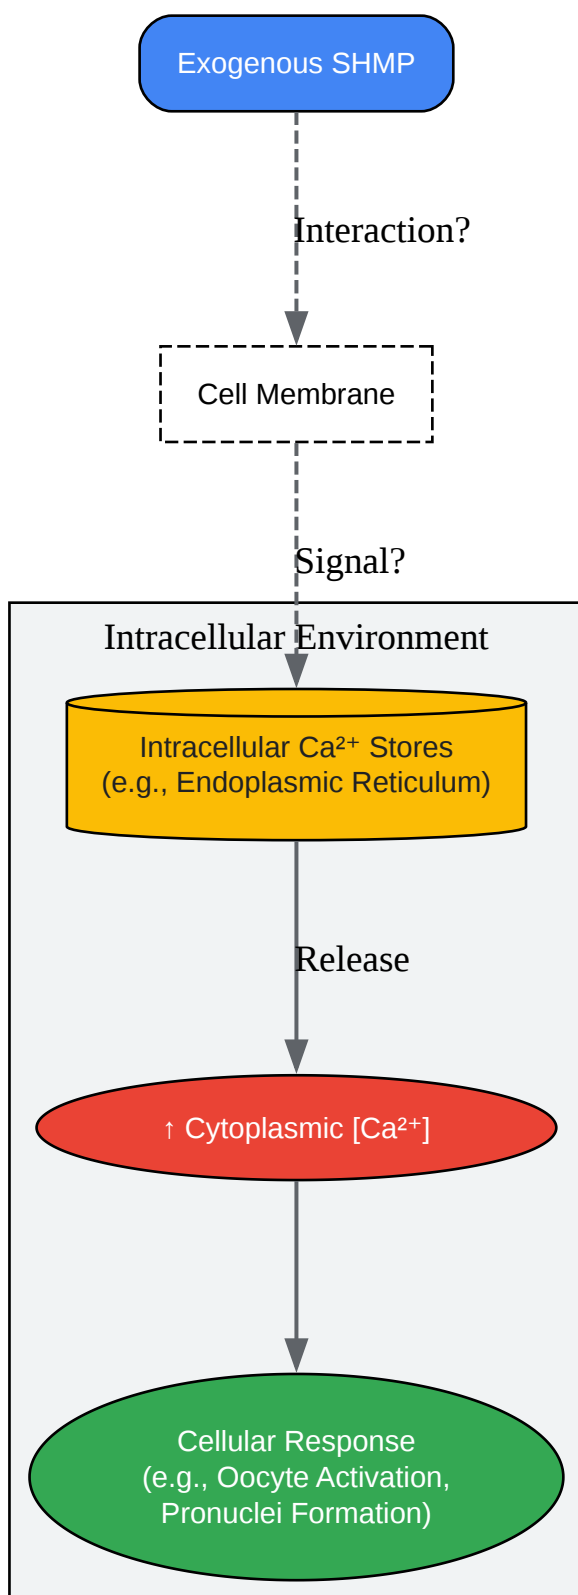 Exogenous SHMP
Interaction?
Cell Membrane
Signal?
Intracellular Environment
Intracellular Ca²⁺ Stores
(e.g., Endoplasmic Reticulum)
Release
↑ Cytoplasmic [Ca²⁺]
Cellular Response
(e.g., Oocyte Activation,
Pronuclei Formation)